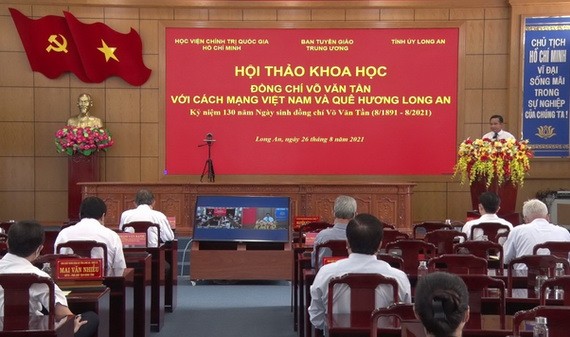 HỌC VIỆN CHÍNH TRỊ QUỐC GIA
HỒ CHÍ MINH
BAN TUYÊN GIÁO
TRUNG ƯƠNG
TỈNH ỦY LONG AN
HỘI THẢO KHOA HỌC
ĐỒNG CHÍ VÕ VĂN TẦN
VỚI CÁCH MẠNG VIỆT NAM VÀ QUÊ HƯƠNG LONG AN
Kỷ niệm 130 năm Ngày sinh đồng chí Võ Văn Tần (8/1891 - 8/2021)
Long An, ngày 26 tháng 8 năm 2021
CHỦ TỊCH
HỒ CHÍ MINH
VĨ ĐẠI
SỐNG MÃI
TRONG
SỰ NGHIỆP
CỦA CHÚNG TA !
MAI VĂN NHIỀU